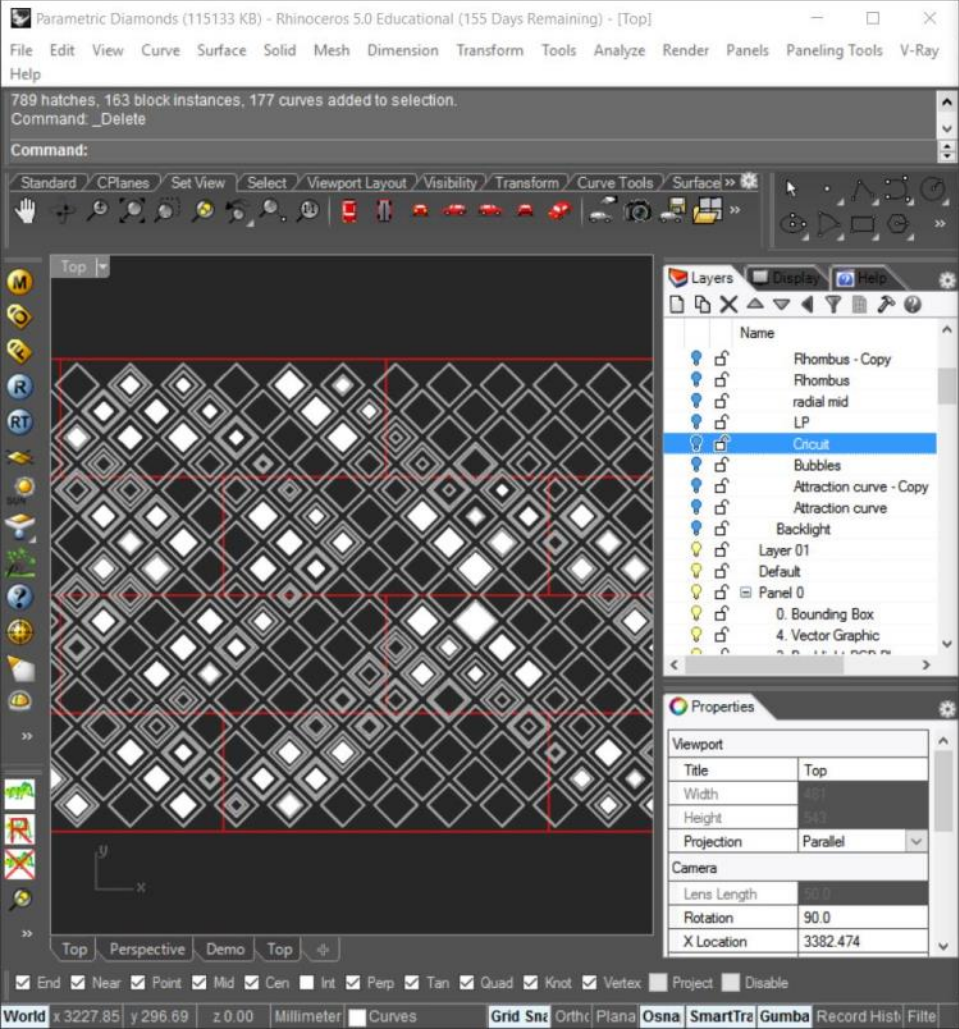 Parametric Diamonds (115133 KB) - Rhinoceros 5.0 Educational (155 Days Remaining) - [Top]
File Edit View Curve Surface Solid Mesh Dimension Transform Tools Analyze Render Panels Paneling Tools V-Ray
Help
789 hatches, 163 block instances, 177 curves added to selection.
Command: _Delete
Command:
Standard CPlanes Set View Select Viewport Layout Visibility Transform Curve Tools Surface »
Top
Layers Display Help
Name
Rhombus - Copy
Rhombus
radial mid
LP
Cricuit
Bubbles
Attraction curve - Copy
Attraction curve
Backlight
Layer 01
Default
Panel 0
0. Bounding Box
4. Vector Graphic
M
R
RT
SUN
R
y
x
Properties
Viewport
Title Top
Width 481
Height 543
Projection Parallel
Camera
Lens Length 50.0
Rotation 90.0
X Location 3382.474
Top Perspective Demo Top
End Near Point Mid Cen Int Perp Tan Quad Knot Vertex Project Disable
World x 3227.85 y 296.69 z 0.00 Millimeter Curves Grid Sna Ortho Plana Osna SmartTra Gumba Record Hist Filte